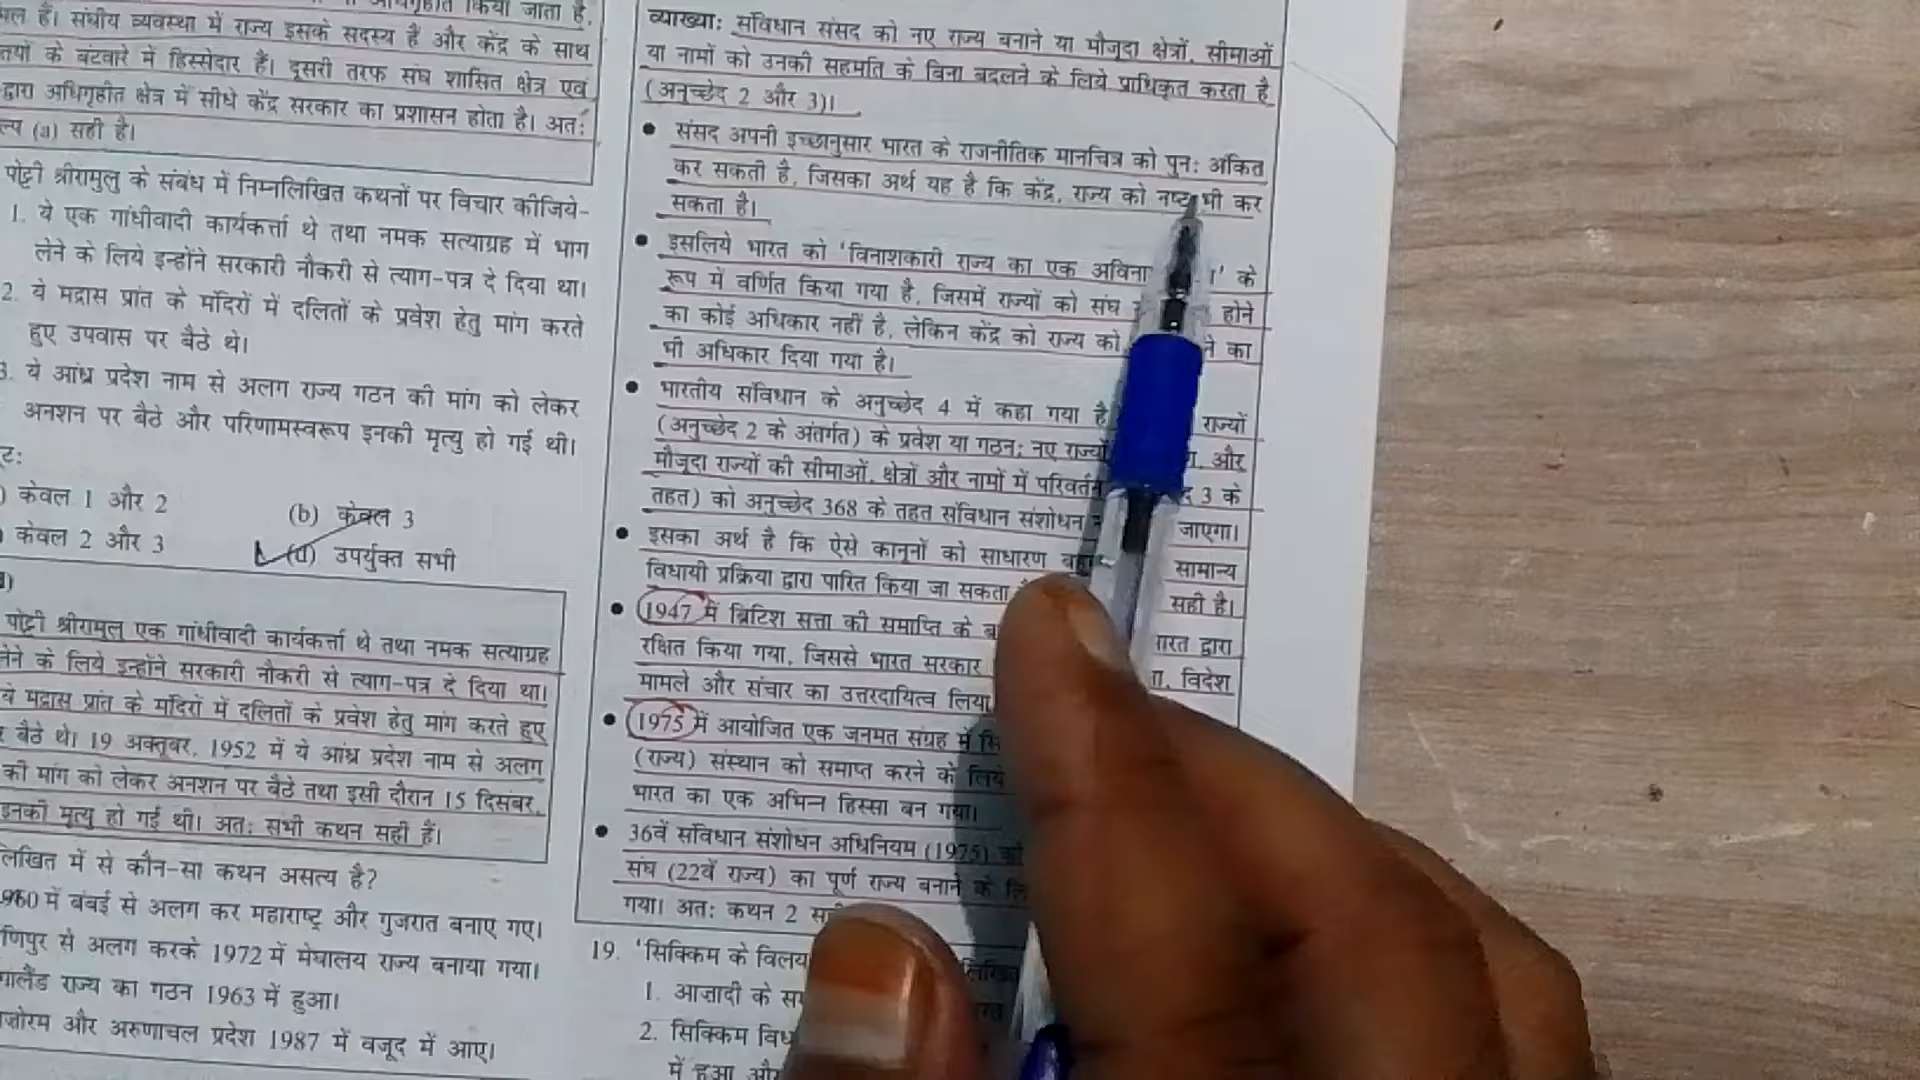 अधिगृहीत किया जाता है,
हैं। संघीय व्यवस्था में राज्य इसके सदस्य हैं और केंद्र के साथ
के बंटवारे में हिस्सेदार हैं। दूसरी तरफ संघ शासित क्षेत्र एवं
द्वारा अधिगृहीत क्षेत्र में सीधे केंद्र सरकार का प्रशासन होता है। अतः
(a) सही है।
पोट्टी श्रीरामुलु के संबंध में निम्नलिखित कथनों पर विचार कीजिये-
1. ये एक गांधीवादी कार्यकर्त्ता थे तथा नमक सत्याग्रह में भाग
लेने के लिये इन्होंने सरकारी नौकरी से त्याग-पत्र दे दिया था।
2. ये मद्रास प्रांत के मंदिरों में दलितों के प्रवेश हेतु मांग करते
हुए उपवास पर बैठे थे।
3. ये आंध्र प्रदेश नाम से अलग राज्य गठन की मांग को लेकर
अनशन पर बैठे और परिणामस्वरूप इनकी मृत्यु हो गई थी।
केवल 1 और 2
(b) केवल 3
केवल 2 और 3
(d) उपर्युक्त सभी
पोट्टी श्रीरामुलु एक गांधीवादी कार्यकर्त्ता थे तथा नमक सत्याग्रह
लेने के लिये इन्होंने सरकारी नौकरी से त्याग-पत्र दे दिया था।
ये मद्रास प्रांत के मंदिरों में दलितों के प्रवेश हेतु मांग करते हुए
बैठे थे। 19 अक्तूबर, 1952 में ये आंध्र प्रदेश नाम से अलग
की मांग को लेकर अनशन पर बैठे तथा इसी दौरान 15 दिसंबर,
इनकी मृत्यु हो गई थी। अतः सभी कथन सही हैं।
में से कौन-सा कथन असत्य है?
में बंबई से अलग कर महाराष्ट्र और गुजरात बनाए गए।
से अलग करके 1972 में मेघालय राज्य बनाया गया।
राज्य का गठन 1963 में हुआ।
और अरुणाचल प्रदेश 1987 में वजूद में आए।
व्याख्या: संविधान संसद को नए राज्य बनाने या मौजूदा क्षेत्रों, सीमाओं
या नामों को उनकी सहमति के बिना बदलने के लिये प्राधिकृत करता है
(अनुच्छेद 2 और 3)।
• संसद अपनी इच्छानुसार भारत के राजनीतिक मानचित्र को पुनः अंकित
कर सकती है, जिसका अर्थ यह है कि केंद्र, राज्य को नष्ट भी कर
सकता है।
• इसलिये भारत को 'विनाशकारी राज्य का एक के
रूप में वर्णित किया गया है, जिसमें राज्यों को संघ होने
का कोई अधिकार नहीं है, लेकिन केंद्र को राज्य को का
भी अधिकार दिया गया है।
• भारतीय संविधान के अनुच्छेद 4 में कहा गया है राज्यों
(अनुच्छेद 2 के अंतर्गत) के प्रवेश या गठन; नए और
मौजूदा राज्यों की सीमाओं, क्षेत्रों और नामों में परिवर्तन 3 के
तहत) को अनुच्छेद 368 के तहत संविधान संशोधन जाएगा।
• इसका अर्थ है कि ऐसे कानूनों को साधारण सामान्य
विधायी प्रक्रिया द्वारा पारित किया जा सकता सही है।
• 1947 में ब्रिटिश सत्ता की समाप्ति के द्वारा
रक्षित किया गया, जिससे भारत सरकार विदेश
मामले और संचार का उत्तरदायित्व लिया
• 1975 में आयोजित एक जनमत संग्रह में
(राज्य) संस्थान को समाप्त करने के लिये
भारत का एक अभिन्न हिस्सा बन गया।
• 36वें संविधान संशोधन अधिनियम (1975)
संघ (22वें राज्य) का पूर्ण राज्य बनाने के
गया। अतः कथन 2
19. 'सिक्किम के विलय
1. आज़ादी के
2. सिक्किम
में हुआ और